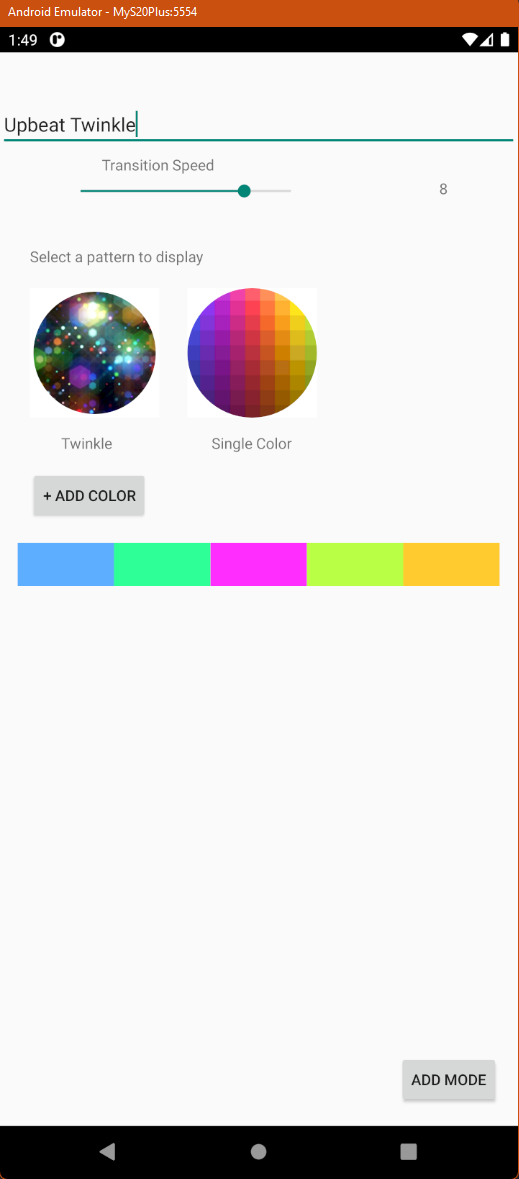 Android Emulator - MyS20Plus:5554
1:49
Upbeat Twinkle
Transition Speed
8
Select a pattern to display
Twinkle
Single Color
+ ADD COLOR
ADD MODE